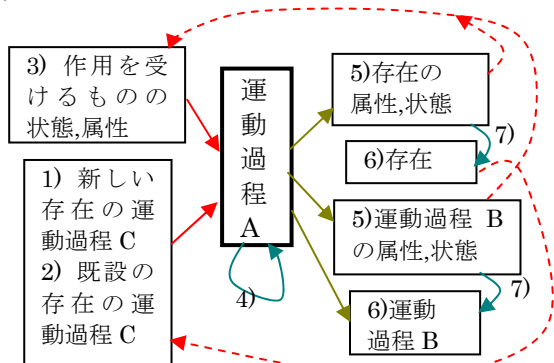 3) 作用を受
けるものの
状態,属性
1) 新しい
存在の運
動過程 C
2) 既設の
存在の運
動過程 C
運
動
過
程
A
4)
5)存在の
属性,状態
7)
6)存在
5)運動過程 B
の属性,状態
7)
6)運動
過程 B